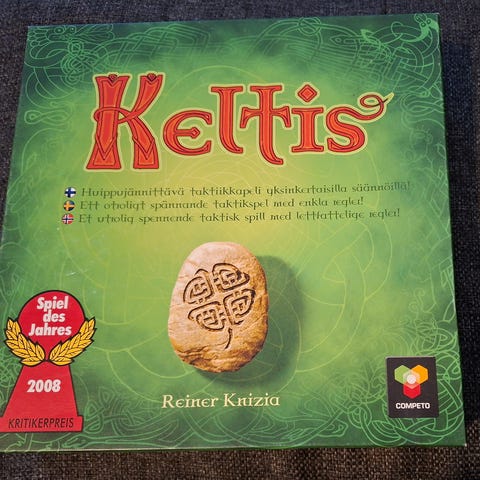 Keltis
Huippujännittävä taktiikkapeli yksinkertaisilla säännöillä!
Ett otroligt spännande taktikspel med enkla regler!
Et utrolig spennende taktisk spill med lettfattelige regler!
Spiel
des
Jahres
2008
KRITIKERPREIS
Reiner Knizia
COMPETO